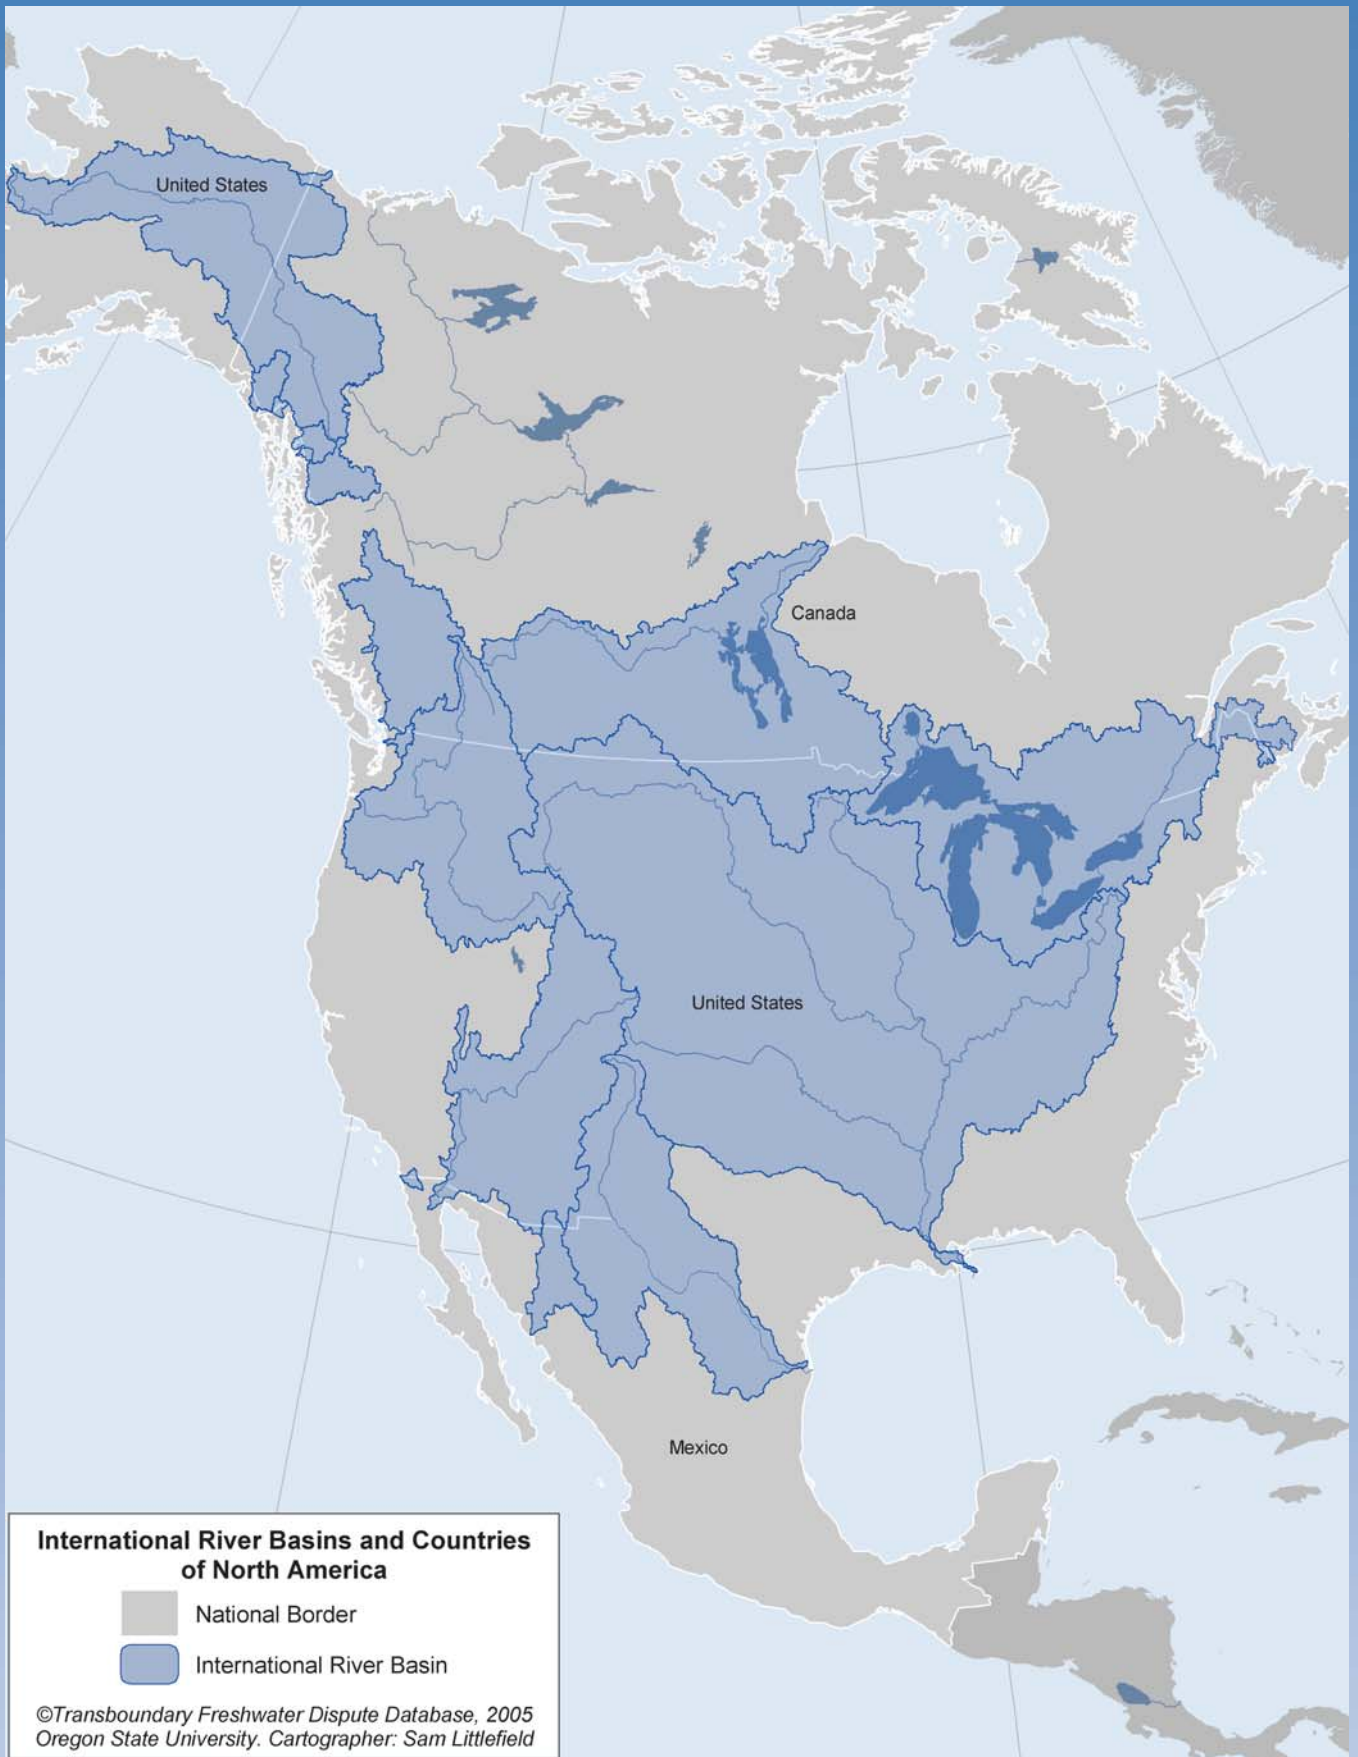 United States
Canada
United States
Mexico
International River Basins and Countries
of North America
National Border
International River Basin
©Transboundary Freshwater Dispute Database, 2005
Oregon State University. Cartographer: Sam Littlefield